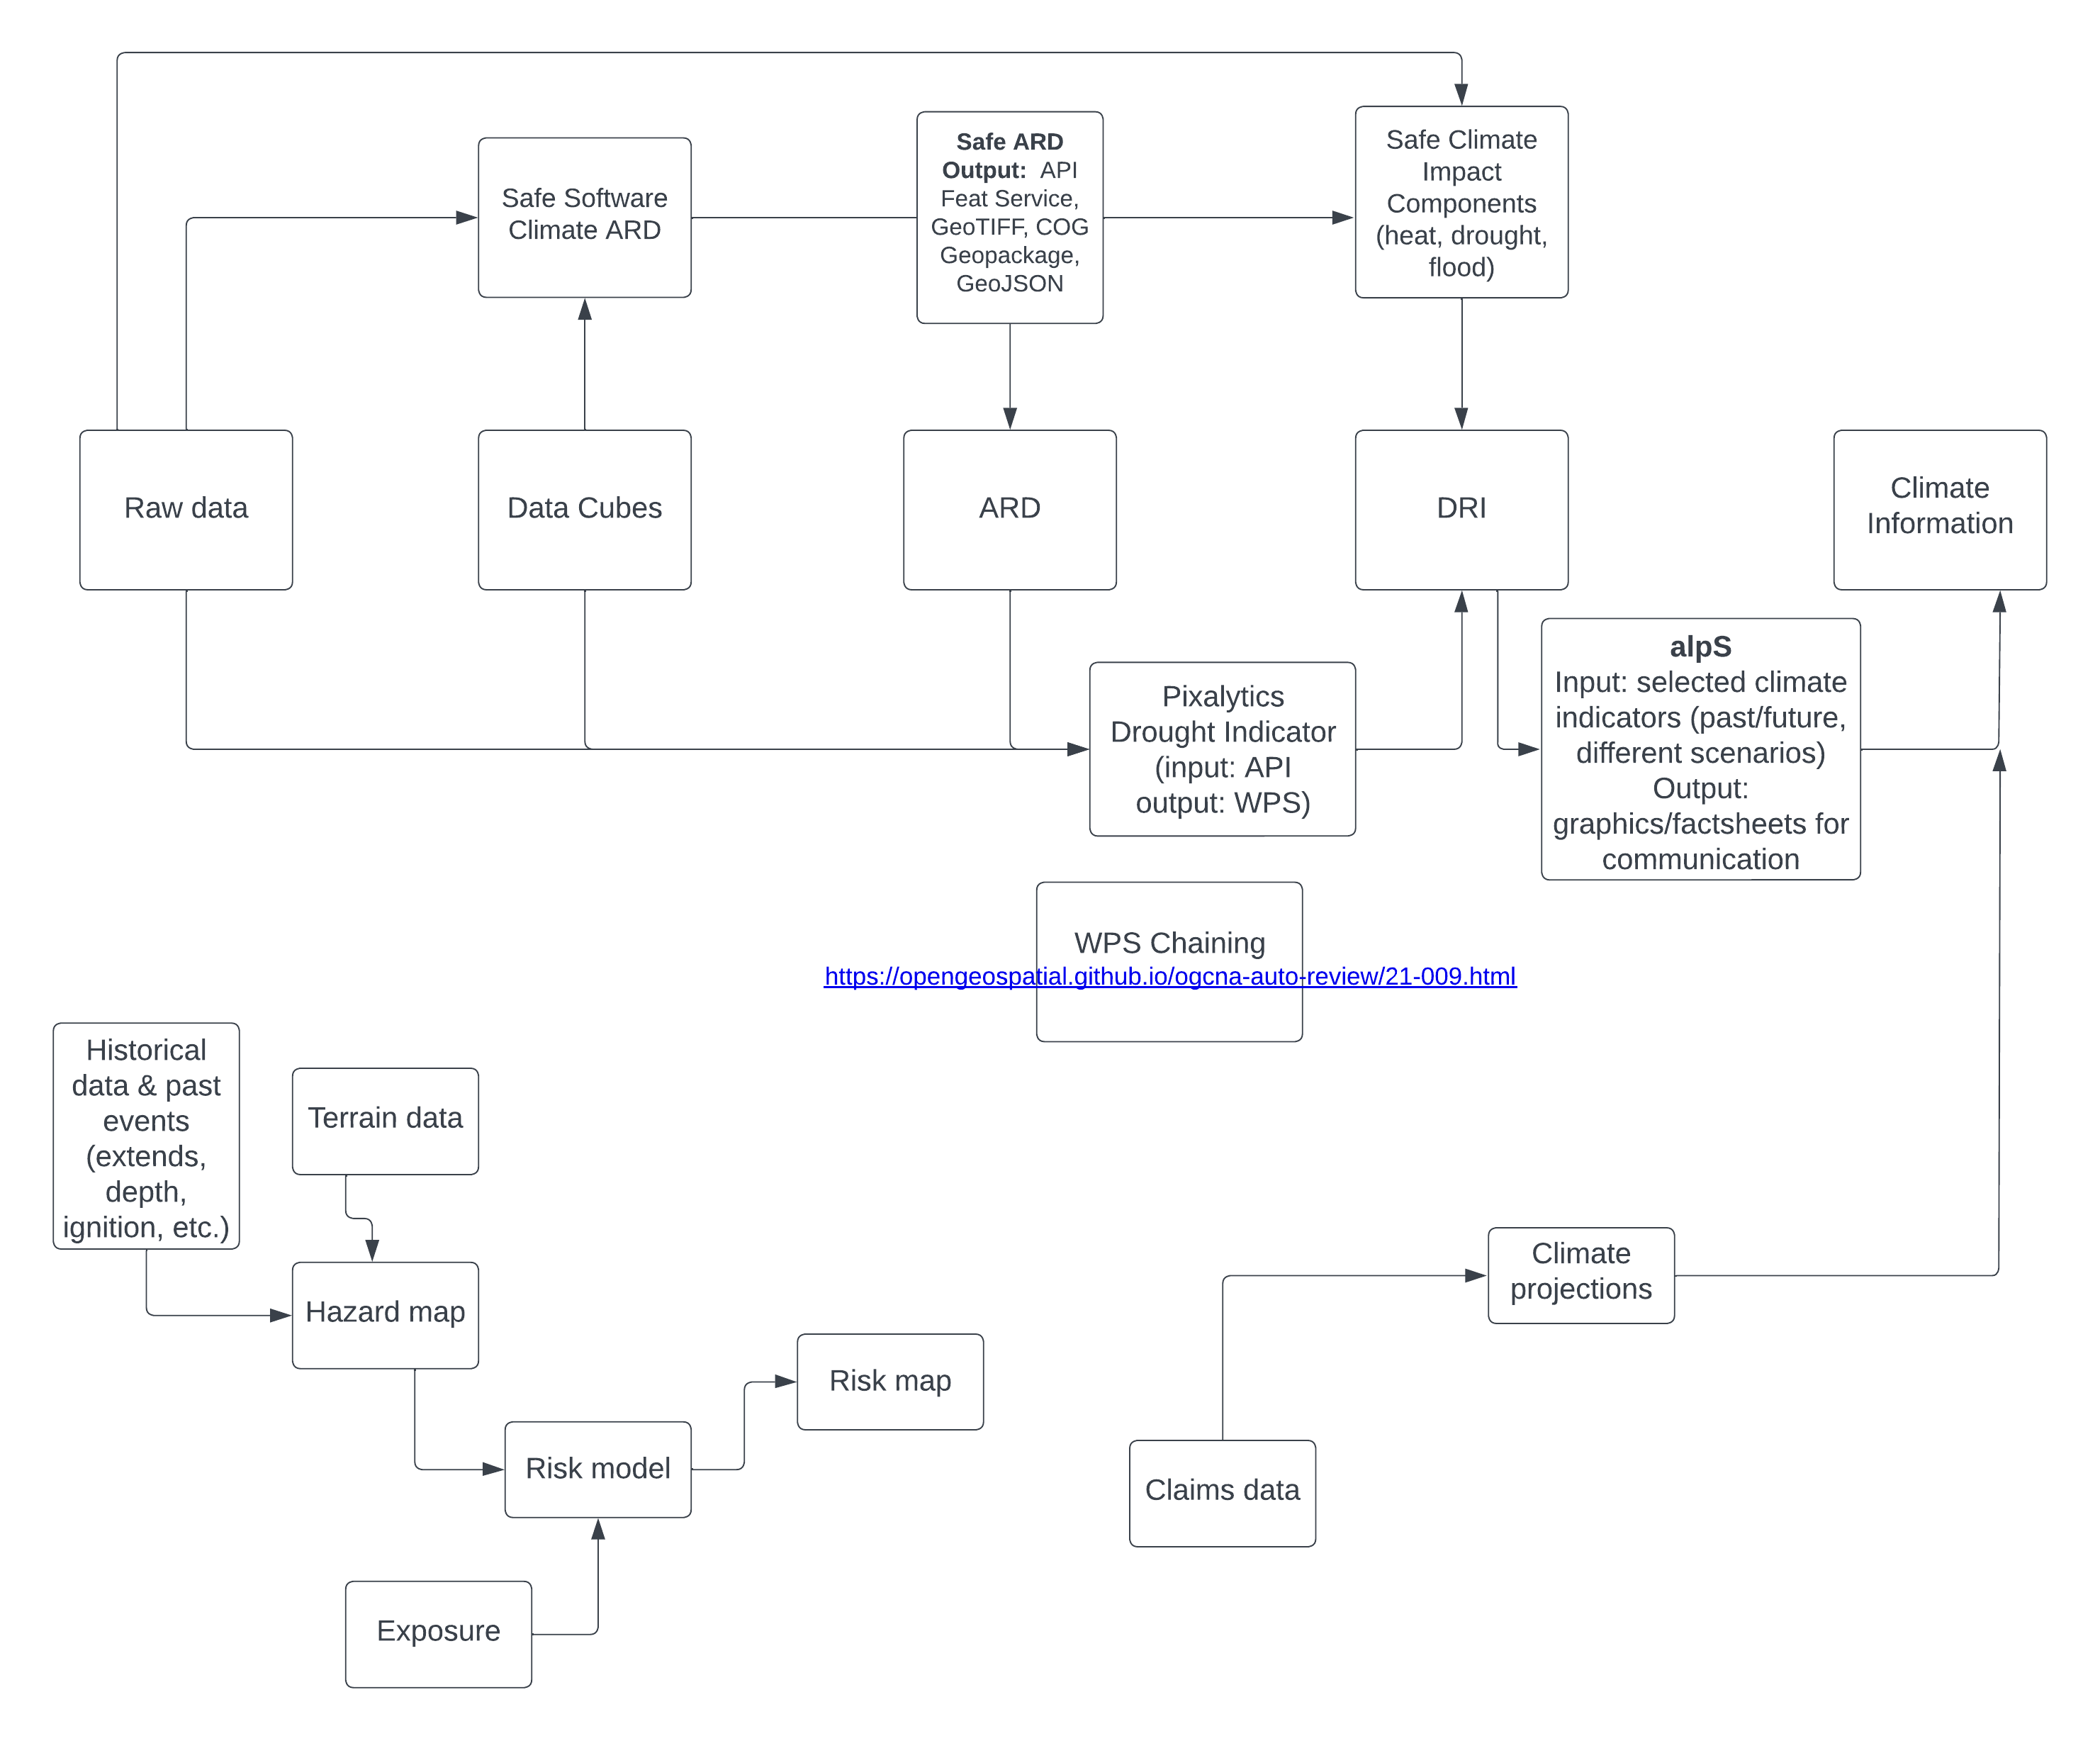 Safe ARD
Output:  API
Feat Service,
GeoTIFF, COG
Geopackage,
GeoJSON
Safe Climate
Impact
Components
(heat, drought,
flood)
Safe Software
Climate ARD
Raw data
Data Cubes
ARD
DRI
Climate
Information
Pixalytics
Drought Indicator
(input: API
output: WPS)
alpS
Input: selected climate
indicators (past/future,
different scenarios)
Output:
graphics/factsheets for
communication
WPS Chaining
https://opengeospatial.github.io/ogcna-auto-review/21-009.html
Historical
data & past
events
(extends,
depth,
ignition, etc.)
Terrain data
Hazard map
Climate
projections
Risk map
Risk model
Claims data
Exposure